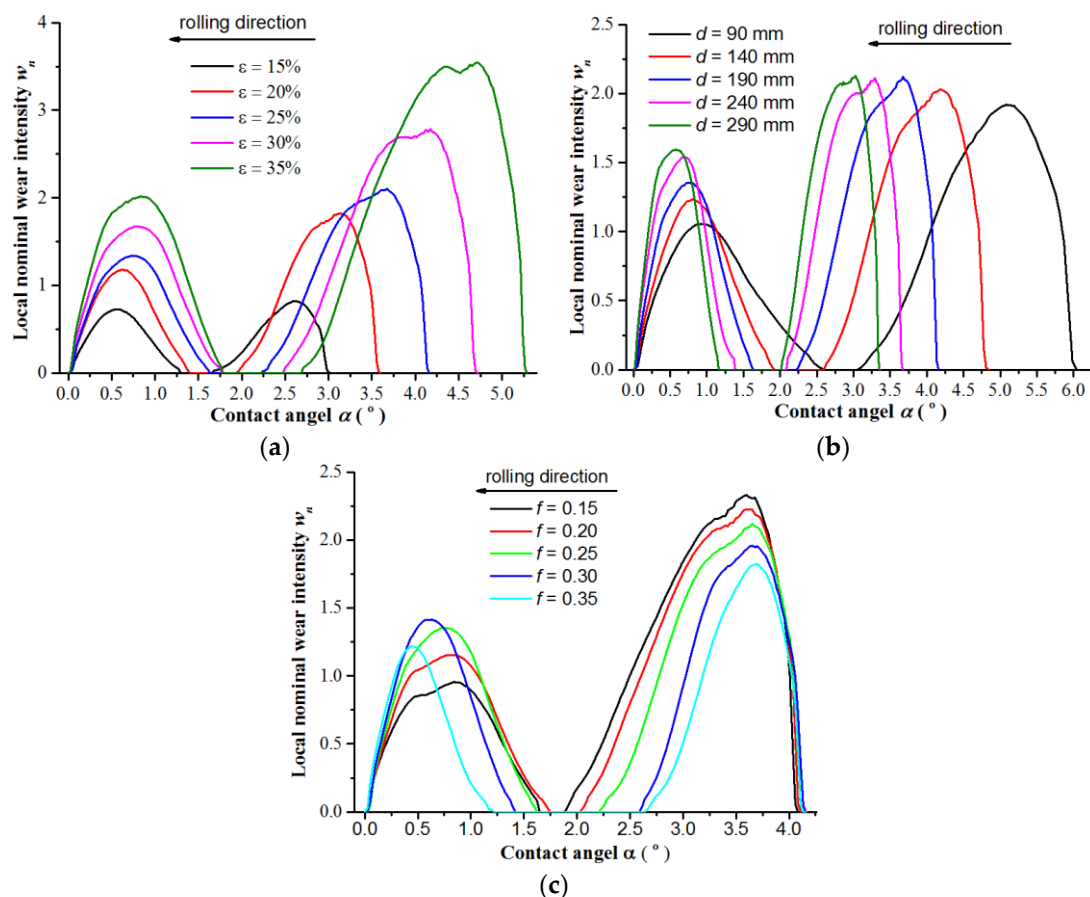 rolling direction
ε = 15%
ε = 20%
ε = 25%
ε = 30%
ε = 35%
Local nominal wear intensity wₙ
4
3
2
1
0
0.0 0.5 1.0 1.5 2.0 2.5 3.0 3.5 4.0 4.5 5.0
Contact angel α ( ° )
(a)
rolling direction
d = 90 mm
d = 140 mm
d = 190 mm
d = 240 mm
d = 290 mm
Local nominal wear intensity wₙ
2.5
2.0
1.5
1.0
0.5
0.0
0.0 0.5 1.0 1.5 2.0 2.5 3.0 3.5 4.0 4.5 5.0 5.5 6.0
Contact angel α ( ° )
(b)
rolling direction
f = 0.15
f = 0.20
f = 0.25
f = 0.30
f = 0.35
Local nominal wear intensity wₙ
2.5
2.0
1.5
1.0
0.5
0.0
0.0 0.5 1.0 1.5 2.0 2.5 3.0 3.5 4.0
Contact angel α ( ° )
(c)